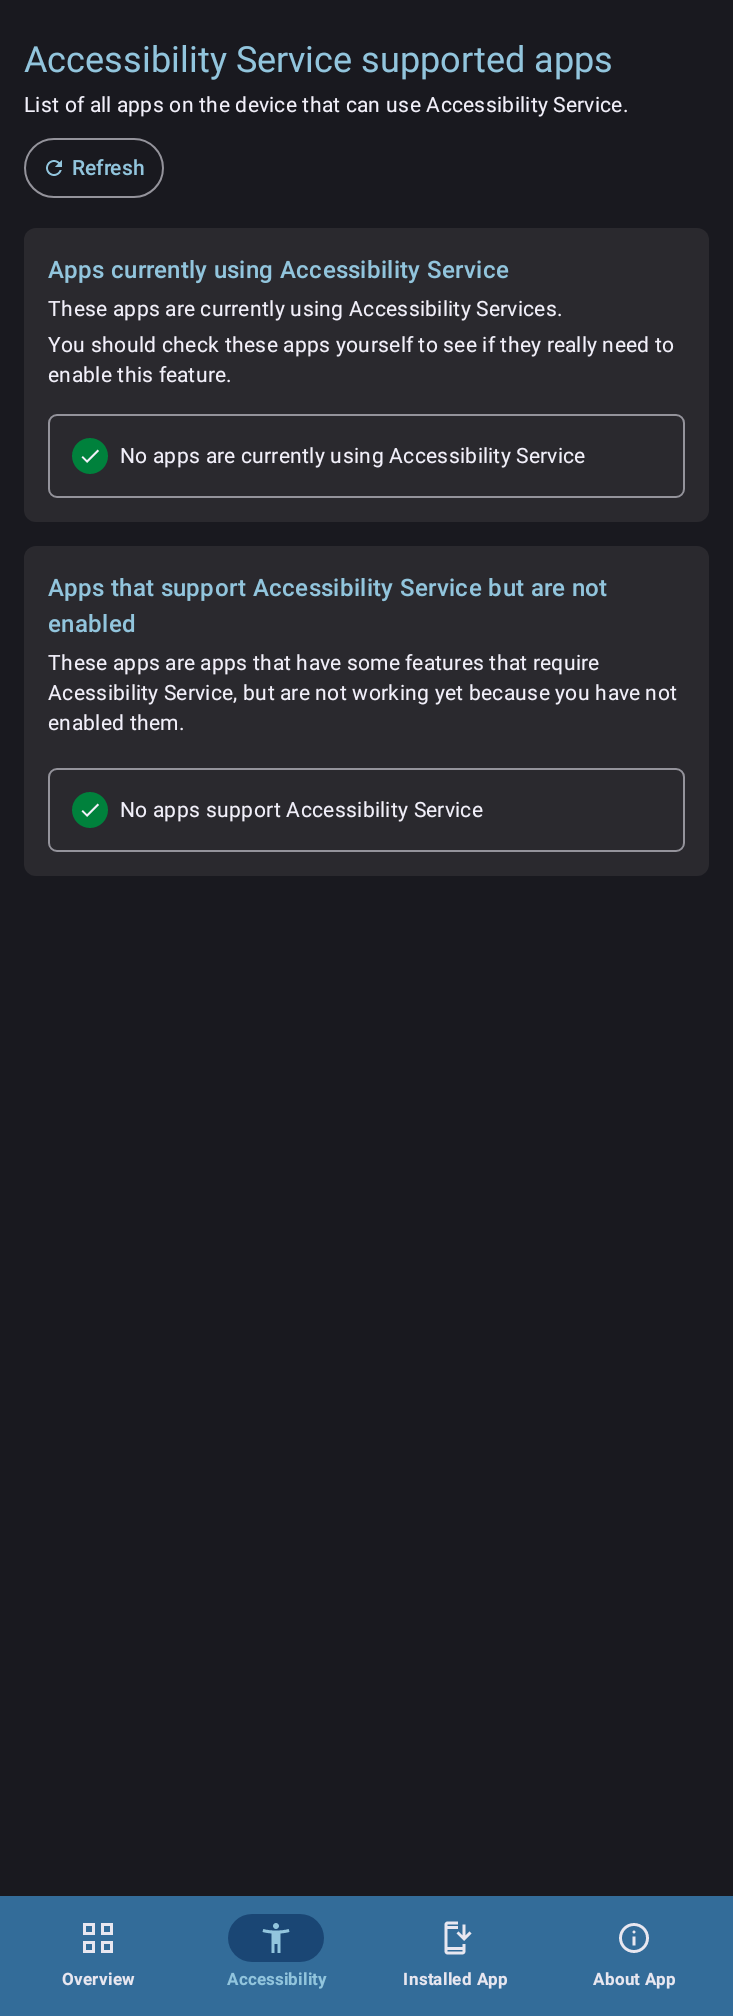 Accessibility Service supported apps
List of all apps on the device that can use Accessibility Service.
Refresh
Apps currently using Accessibility Service
These apps are currently using Accessibility Services.
You should check these apps yourself to see if they really need to
enable this feature.
No apps are currently using Accessibility Service
Apps that support Accessibility Service but are not
enabled
These apps are apps that have some features that require
Acessibility Service, but are not working yet because you have not
enabled them.
No apps support Accessibility Service
Overview
Accessibility
Installed App
About App